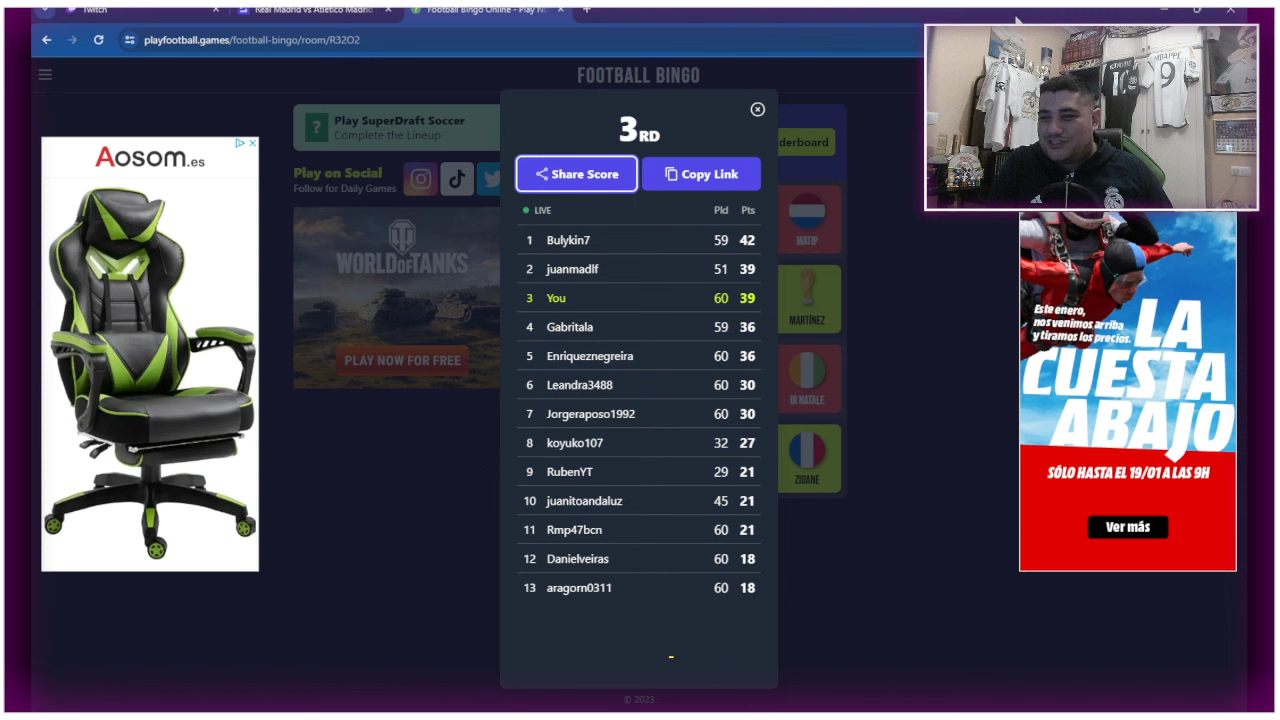 Twitch
Real Madrid vs Atlético Madrid
Football Bingo Online - Play No
playfootball.games/football-bingo/room/R32O2
FOOTBALL BINGO
? Play SuperDraft Soccer
Complete the Lineup
Play on Social
Follow for Daily Games
WORLD OF TANKS
PLAY NOW FOR FREE
Aosom.es
3RD
Share Score
Copy Link
LIVE Pld Pts
1 Bulykin7 59 42
2 juanmadlf 51 39
3 You 60 39
4 Gabritala 59 36
5 Enriqueznegreira 60 36
6 Leandra3488 60 30
7 Jorgeraposo1992 60 30
8 koyuko107 32 27
9 RubenYT 29 21
10 juanitoandaluz 45 21
11 Rmp47bcn 60 21
12 Danielveiras 60 18
13 aragorn0311 60 18
derboard
MATIP
MARTÍNEZ
DI NATALE
ZIDANE
MBAPPE
9
Este enero,
nos venimos arriba
y tiramos los precios.
LA
CUESTA
ABAJO
SÓLO HASTA EL 19/01 A LAS 9H
Ver más
© 2023